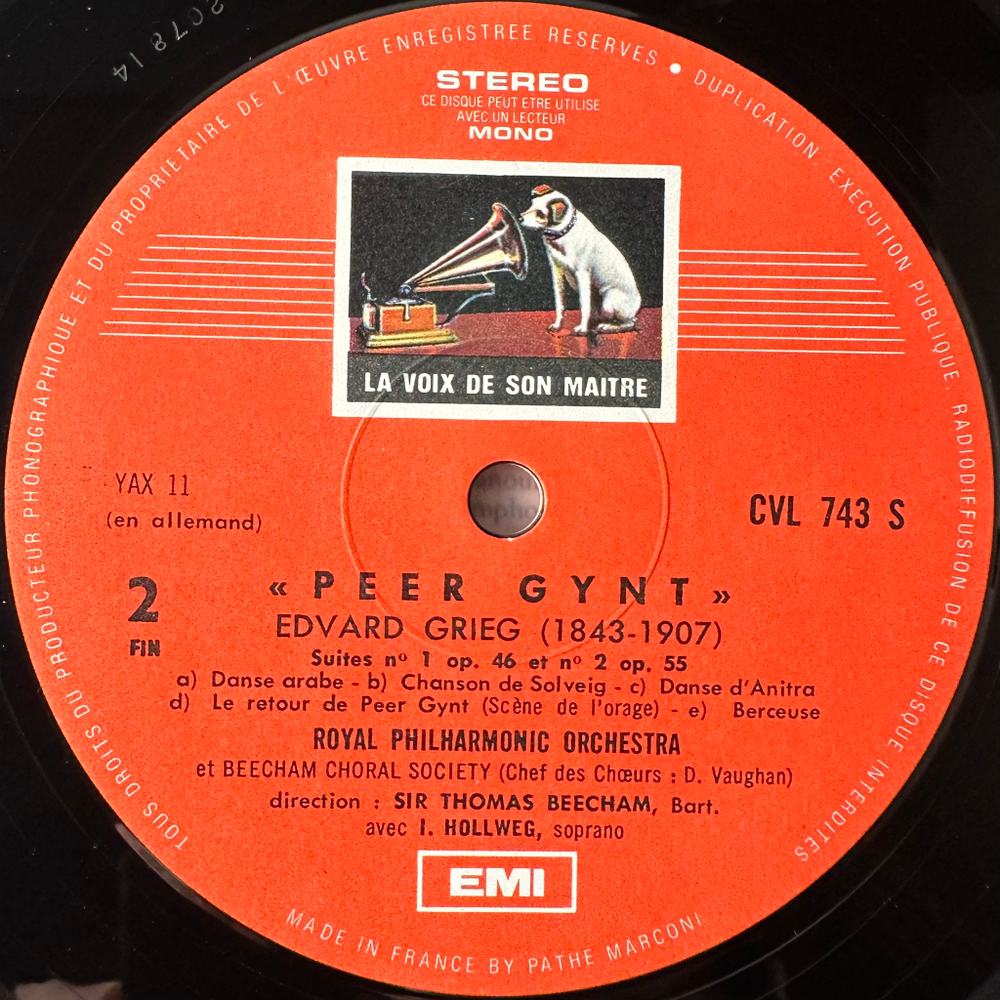 207814
TOUS DROITS DU PRODUCTEUR PHONOGRAPHIQUE ET DU PROPRIETAIRE DE L'ŒUVRE ENREGISTREE RESERVES • DUPLICATION. EXECUTION PUBLIQUE. RADIODIFFUSION DE CE DISQUE INTERDITES
STEREO
CE DISQUE PEUT ETRE UTILISE
AVEC UN LECTEUR
MONO
LA VOIX DE SON MAITRE
YAX 11
(en allemand)
CVL 743 S
2
FIN
« PEER GYNT »
EDVARD GRIEG (1843-1907)
Suites nº 1 op. 46 et nº 2 op. 55
a) Danse arabe - b) Chanson de Solveig - c) Danse d'Anitra
d) Le retour de Peer Gynt (Scène de l'orage) - e) Berceuse
ROYAL PHILHARMONIC ORCHESTRA
et BEECHAM CHORAL SOCIETY (Chef des Chœurs : D. Vaughan)
direction : SIR THOMAS BEECHAM, Bart.
avec I. HOLLWEG, soprano
EMI
MADE IN FRANCE BY PATHE MARCONI